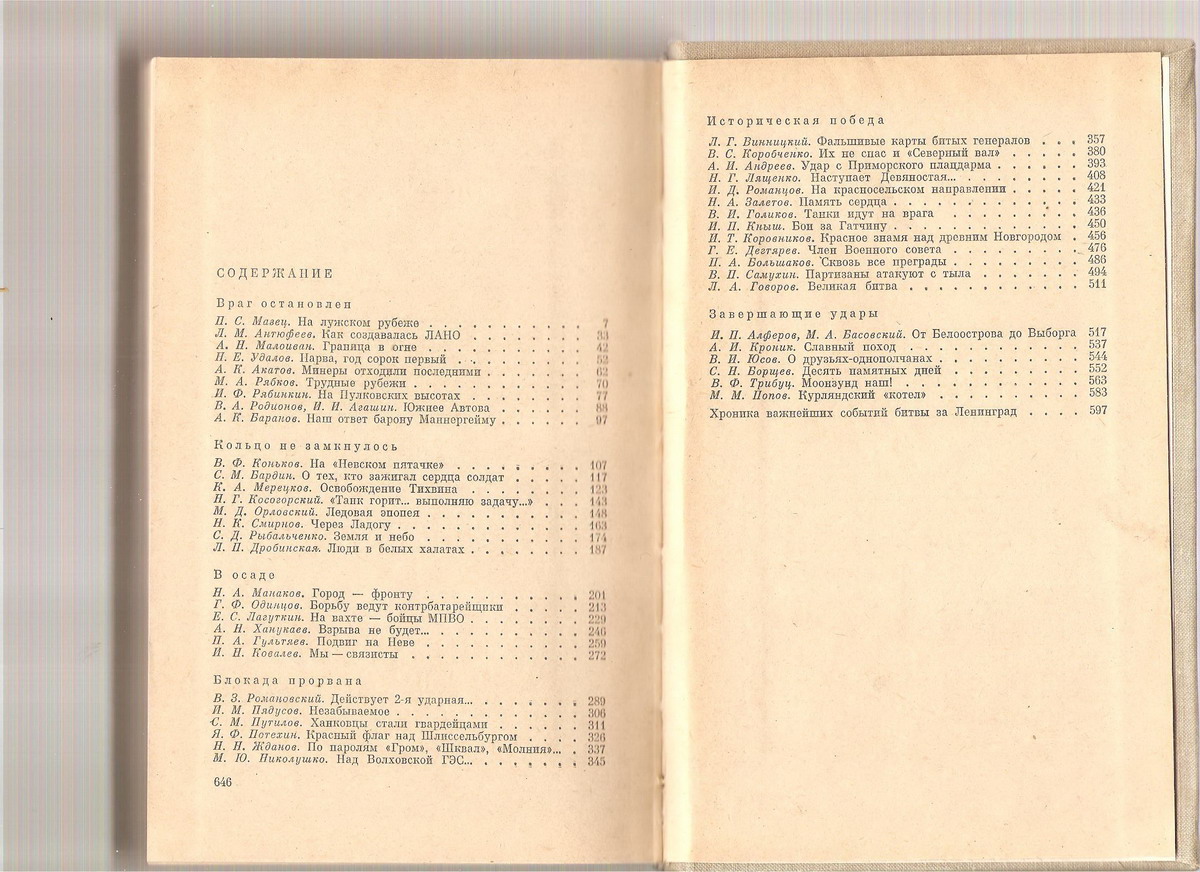 СОДЕРЖАНИЕ
Враг остановлен
П. С. Мазец. На лужском рубеже . . . . . . . . . . . 7
Л. М. Антюфеев. Как создавалась ЛАНО . . . . . . . . 33
А. П. Малоиван. Граница в огне . . . . . . . . . . . 42
П. Е. Удалов. Нарва, год сорок первый . . . . . . . . 52
А. К. Акатов. Минеры отходили последними . . . . . . . 62
М. А. Рябков. Трудные рубежи . . . . . . . . . . . . 70
И. Ф. Рябинкин. На Пулковских высотах . . . . . . . . 77
В. А. Родионов, И. И. Агашин. Южнее Автова . . . . . . 88
А. К. Баранов. Наш ответ барону Маннергейму . . . . . . 97
Кольцо не замкнулось
В. Ф. Коньков. На «Невском пятачке» . . . . . . . . . 107
С. М. Бардин. О тех, кто зажигал сердца солдат . . . . . 117
К. А. Мерецков. Освобождение Тихвина . . . . . . . . 123
Н. Г. Косогорский. «Танк горит... выполняю задачу...» . . . 143
М. Д. Орловский. Ледовая эпопея . . . . . . . . . . . 148
Н. К. Смирнов. Через Ладогу . . . . . . . . . . . . . 163
С. Д. Рыбальченко. Земля и небо . . . . . . . . . . . 174
Л. П. Дробинская. Люди в белых халатах . . . . . . . . 187
В осаде
Н. А. Манаков. Город — фронту . . . . . . . . . . . 201
Г. Ф. Одинцов. Борьбу ведут контрбатарейщики . . . . . 213
Е. С. Лагуткин. На вахте — бойцы МПВО . . . . . . . . 229
А. Н. Ханукаев. Взрыва не будет... . . . . . . . . . . 246
П. А. Гультяев. Подвиг на Неве . . . . . . . . . . . 259
И. Н. Ковалев. Мы — связисты . . . . . . . . . . . . 272
Блокада прорвана
В. З. Романовский. Действует 2-я ударная... . . . . . . . 289
П. М. Пядусов. Незабываемое . . . . . . . . . . . . . 306
С. М. Путилов. Ханковцы стали гвардейцами . . . . . . 311
Я. Ф. Потехин. Красный флаг над Шлиссельбургом . . . . 326
Н. Н. Жданов. По паролям «Гром», «Шквал», «Молния»... . 337
М. Ю. Николушко. Над Волховской ГЭС... . . . . . . . 345
646
Историческая победа
Л. Г. Винницкий. Фальшивые карты битых генералов . . . 357
В. С. Коробченко. Их не спас и «Северный вал» . . . . . 380
А. И. Андреев. Удар с Приморского плацдарма . . . . . . 393
Н. Г. Лященко. Наступает Девяностая... . . . . . . . . 408
И. Д. Романцов. На красносельском направлении . . . . . 421
Н. А. Залетов. Память сердца . . . . . . . . . . . . 433
В. И. Голиков. Танки идут на врага . . . . . . . . . 436
И. П. Кныш. Бои за Гатчину . . . . . . . . . . . . . 450
И. Т. Коровников. Красное знамя над древним Новгородом . 456
Г. Е. Дегтярев. Член Военного совета . . . . . . . . . 476
П. А. Большаков. Сквозь все преграды . . . . . . . . . 486
В. П. Самухин. Партизаны атакуют с тыла . . . . . . . 494
Л. А. Говоров. Великая битва . . . . . . . . . . . . 511
Завершающие удары
И. П. Алферов, М. А. Басовский. От Белоострова до Выборга 517
А. И. Кроник. Славный поход . . . . . . . . . . . . 537
В. И. Юсов. О друзьях-однополчанах . . . . . . . . . 544
С. Н. Борщев. Десять памятных дней . . . . . . . . . 552
В. Ф. Трибуц. Моонзунд наш! . . . . . . . . . . . . 563
М. М. Попов. Курляндский «котел» . . . . . . . . . . 583
Хроника важнейших событий битвы за Ленинград . . . . 597